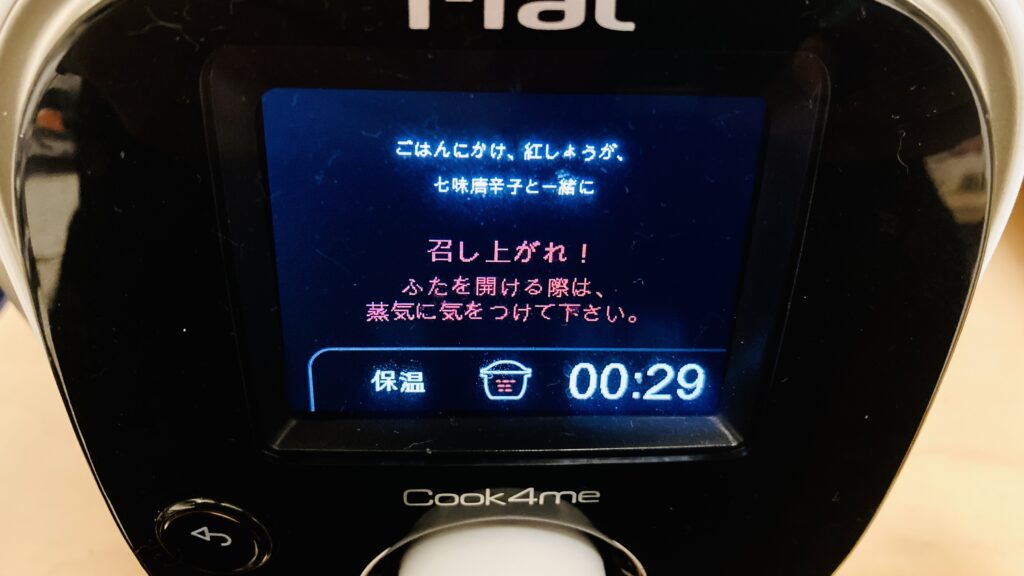 T-fal
ごはんにかけ、紅しょうが、
七味唐辛子と一緒に
召し上がれ！
ふたを開ける際は、
蒸気に気をつけて下さい。
保温 00:29
Cook4me